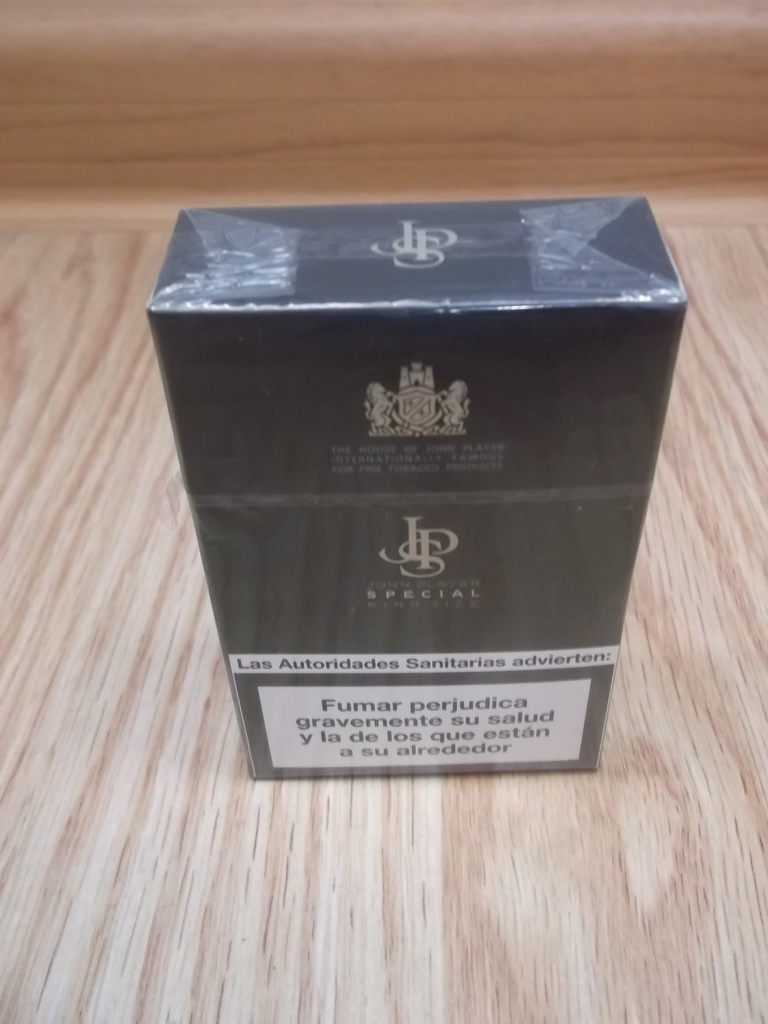 JPS
THE HOUSE OF JOHN PLAYER
INTERNATIONALLY FAMOUS
FOR FINE TOBACCO PRODUCTS
JPS
JOHN PLAYER
SPECIAL
KING SIZE
Las Autoridades Sanitarias advierten:
Fumar perjudica
gravemente su salud
y la de los que están
a su alrededor